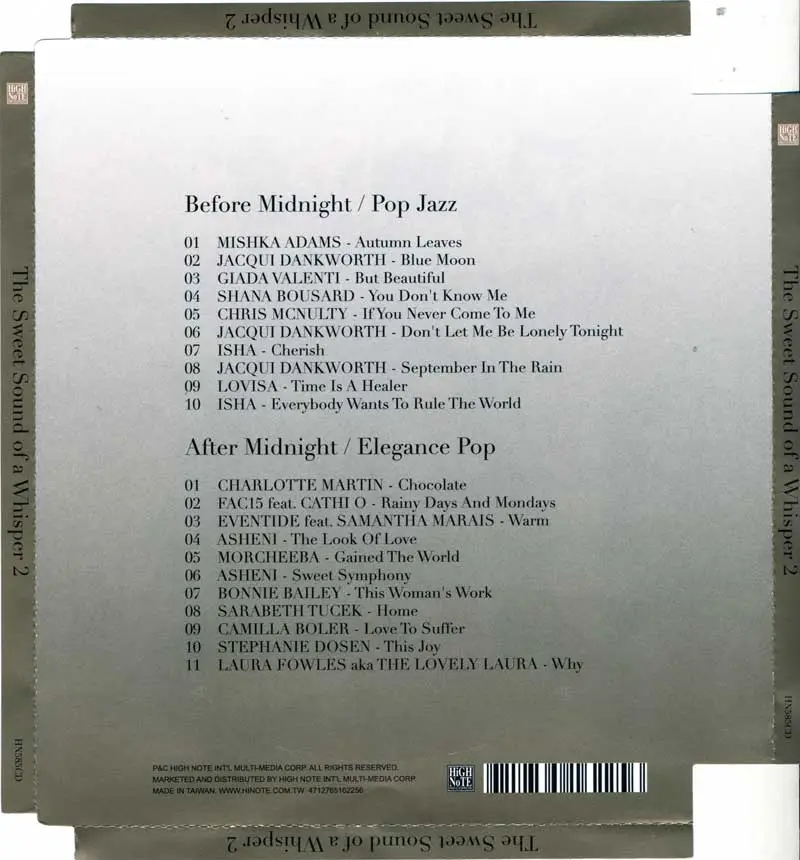 The Sweet Sound of a Whisper 2
HIGH NOTE
HIGH NOTE
The Sweet Sound of a Whisper 2
The Sweet Sound of a Whisper 2
Before Midnight / Pop Jazz
01 MISHKA ADAMS - Autumn Leaves
02 JACQUI DANKWORTH - Blue Moon
03 GIADA VALENTI - But Beautiful
04 SHANA BOUSARD - You Don't Know Me
05 CHRIS MCNULTY - If You Never Come To Me
06 JACQUI DANKWORTH - Don't Let Me Be Lonely Tonight
07 ISHA - Cherish
08 JACQUI DANKWORTH - September In The Rain
09 LOVISA - Time Is A Healer
10 ISHA - Everybody Wants To Rule The World
After Midnight / Elegance Pop
01 CHARLOTTE MARTIN - Chocolate
02 FAC15 feat. CATHI O - Rainy Days And Mondays
03 EVENTIDE feat. SAMANTHA MARAIS - Warm
04 ASHENI - The Look Of Love
05 MORCHEEBA - Gained The World
06 ASHENI - Sweet Symphony
07 BONNIE BAILEY - This Woman's Work
08 SARABETH TUCEK - Home
09 CAMILLA BOLER - Love To Suffer
10 STEPHANIE DOSEN - This Joy
11 LAURA FOWLES aka THE LOVELY LAURA - Why
HN585CD
HN585CD
P&C HIGH NOTE INT'L MULTI-MEDIA CORP. ALL RIGHTS RESERVED.
MARKETED AND DISTRIBUTED BY HIGH NOTE INT'L MULTI-MEDIA CORP.
MADE IN TAIWAN. WWW.HINOTE.COM.TW 4712765162256
HIGH NOTE
The Sweet Sound of a Whisper 2